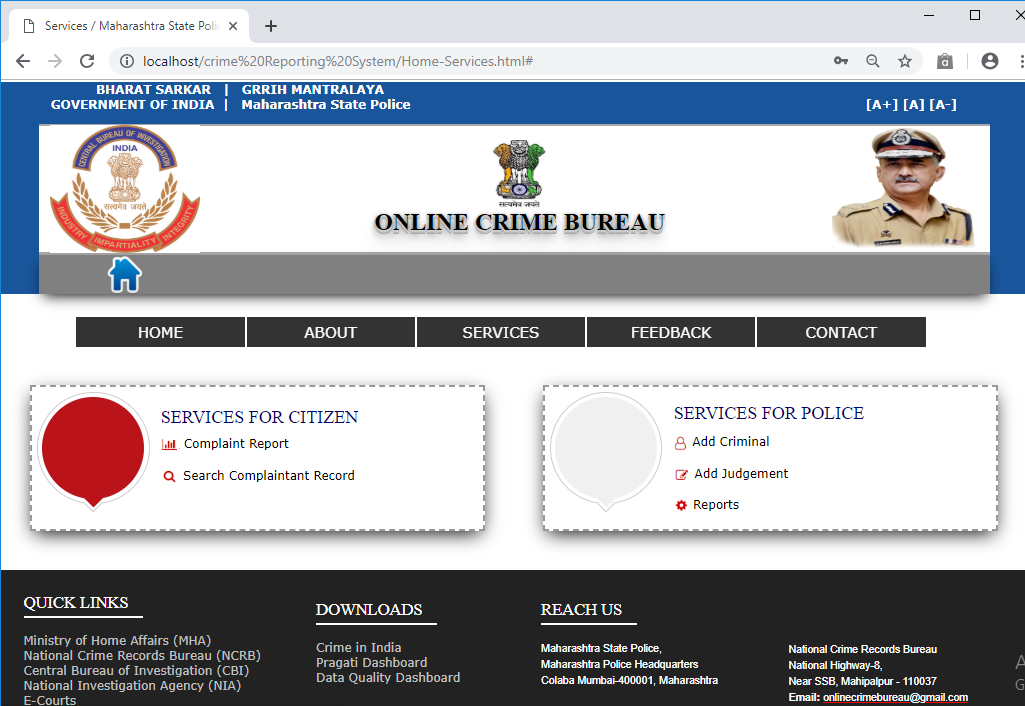 Services / Maharashtra State Poli
localhost/crime%20Reporting%20System/Home-Services.html#
BHARAT SARKAR | GRRIH MANTRALAYA
GOVERNMENT OF INDIA | Maharashtra State Police
[A+] [A] [A-]
CENTRAL BUREAU OF INVESTIGATION
INDIA
सत्यमेव जयते
INDUSTRY IMPARTIALITY INTEGRITY
सत्यमेव जयते
ONLINE CRIME BUREAU
HOME
ABOUT
SERVICES
FEEDBACK
CONTACT
SERVICES FOR CITIZEN
Complaint Report
Search Complaintant Record
SERVICES FOR POLICE
Add Criminal
Add Judgement
Reports
QUICK LINKS
Ministry of Home Affairs (MHA)
National Crime Records Bureau (NCRB)
Central Bureau of Investigation (CBI)
National Investigation Agency (NIA)
E-Courts
DOWNLOADS
Crime in India
Pragati Dashboard
Data Quality Dashboard
REACH US
Maharashtra State Police,
Maharashtra Police Headquarters
Colaba Mumbai-400001, Maharashtra
National Crime Records Bureau
National Highway-8,
Near SSB, Mahipalpur - 110037
Email: onlinecrimebureau@gmail.com